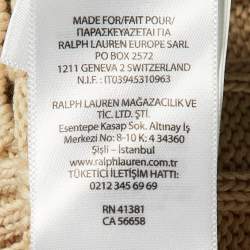 MADE FOR/FAIT POUR/
ΠΑΡΑΣΚΕΥΑΖΕΤΑΙ ΓΙΑ
RALPH LAUREN EUROPE SARL
PO BOX 2572
1211 GENEVA 2 SWITZERLAND
N.I.F. : IT03945310963
RALPH LAUREN MAĞAZACILIK VE
TİC. LTD. ŞTİ.
Esentepe Kasap Sok. Altınay İş
Merkezi No: 8-10 K: 4 34360
Şişli – İstanbul
www.ralphlauren.com.tr
TÜKETİCİ İLETİŞİM HATTI:
0212 345 69 69
RN 41381
CA 56658